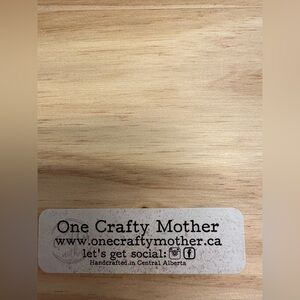 One Crafty Mother
www.onecraftymother.ca
let's get social:
Handcrafted in Central Alberta